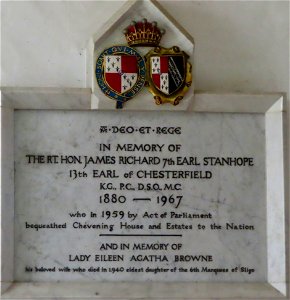 A DEO ET REGE
IN MEMORY OF
THE RT. HON. JAMES RICHARD 7th EARL STANHOPE
13th EARL of CHESTERFIELD
K.G., P.C., D.S.O., M.C.
1880 – 1967
who in 1959 by Act of Parliament
bequeathed Chevening House and Estates to the Nation
AND IN MEMORY OF
LADY EILEEN AGATHA BROWNE
his beloved wife who died in 1940 eldest daughter of the 6th Marquess of Sligo